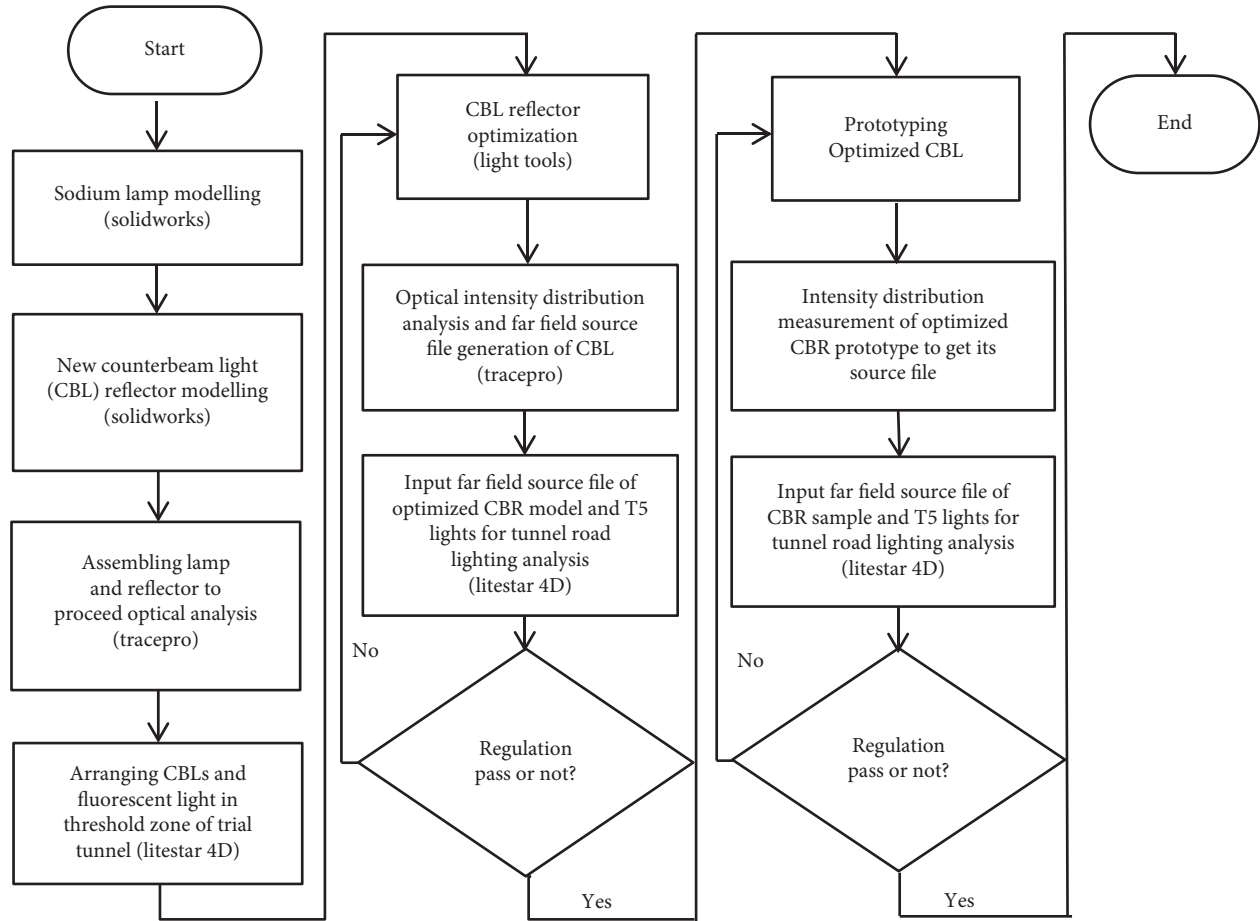 Start
Sodium lamp modelling
(solidworks)
New counterbeam light
(CBL) reflector modelling
(solidworks)
Assembling lamp
and reflector to
proceed optical analysis
(tracepro)
Arranging CBLs and
fluorescent light in
threshold zone of trial
tunnel (litestar 4D)
CBL reflector
optimization
(light tools)
Optical intensity distribution
analysis and far field source
file generation of CBL
(tracepro)
Input far field source file of
optimized CBR model and T5
lights for tunnel road
lighting analysis
(litestar 4D)
No
Regulation
pass or not?
Yes
Prototyping
Optimized CBL
Intensity distribution
measurement of optimized
CBR prototype to get its
source file
Input far field source file of
CBR sample and T5 lights for
tunnel road lighting analysis
(litestar 4D)
No
Regulation
pass or not?
Yes
End